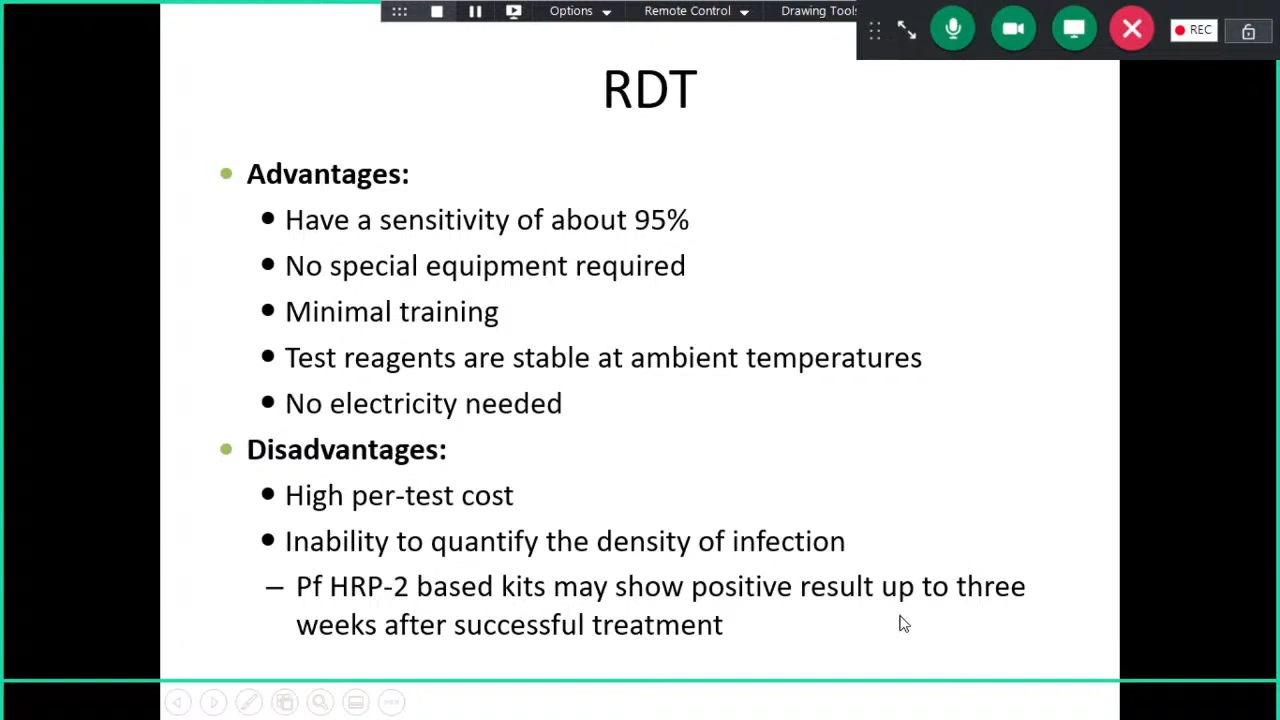 Options
Remote Control
Drawing Tools
REC
RDT
Advantages:
Have a sensitivity of about 95%
No special equipment required
Minimal training
Test reagents are stable at ambient temperatures
No electricity needed
Disadvantages:
High per-test cost
Inability to quantify the density of infection
– Pf HRP-2 based kits may show positive result up to three
weeks after successful treatment